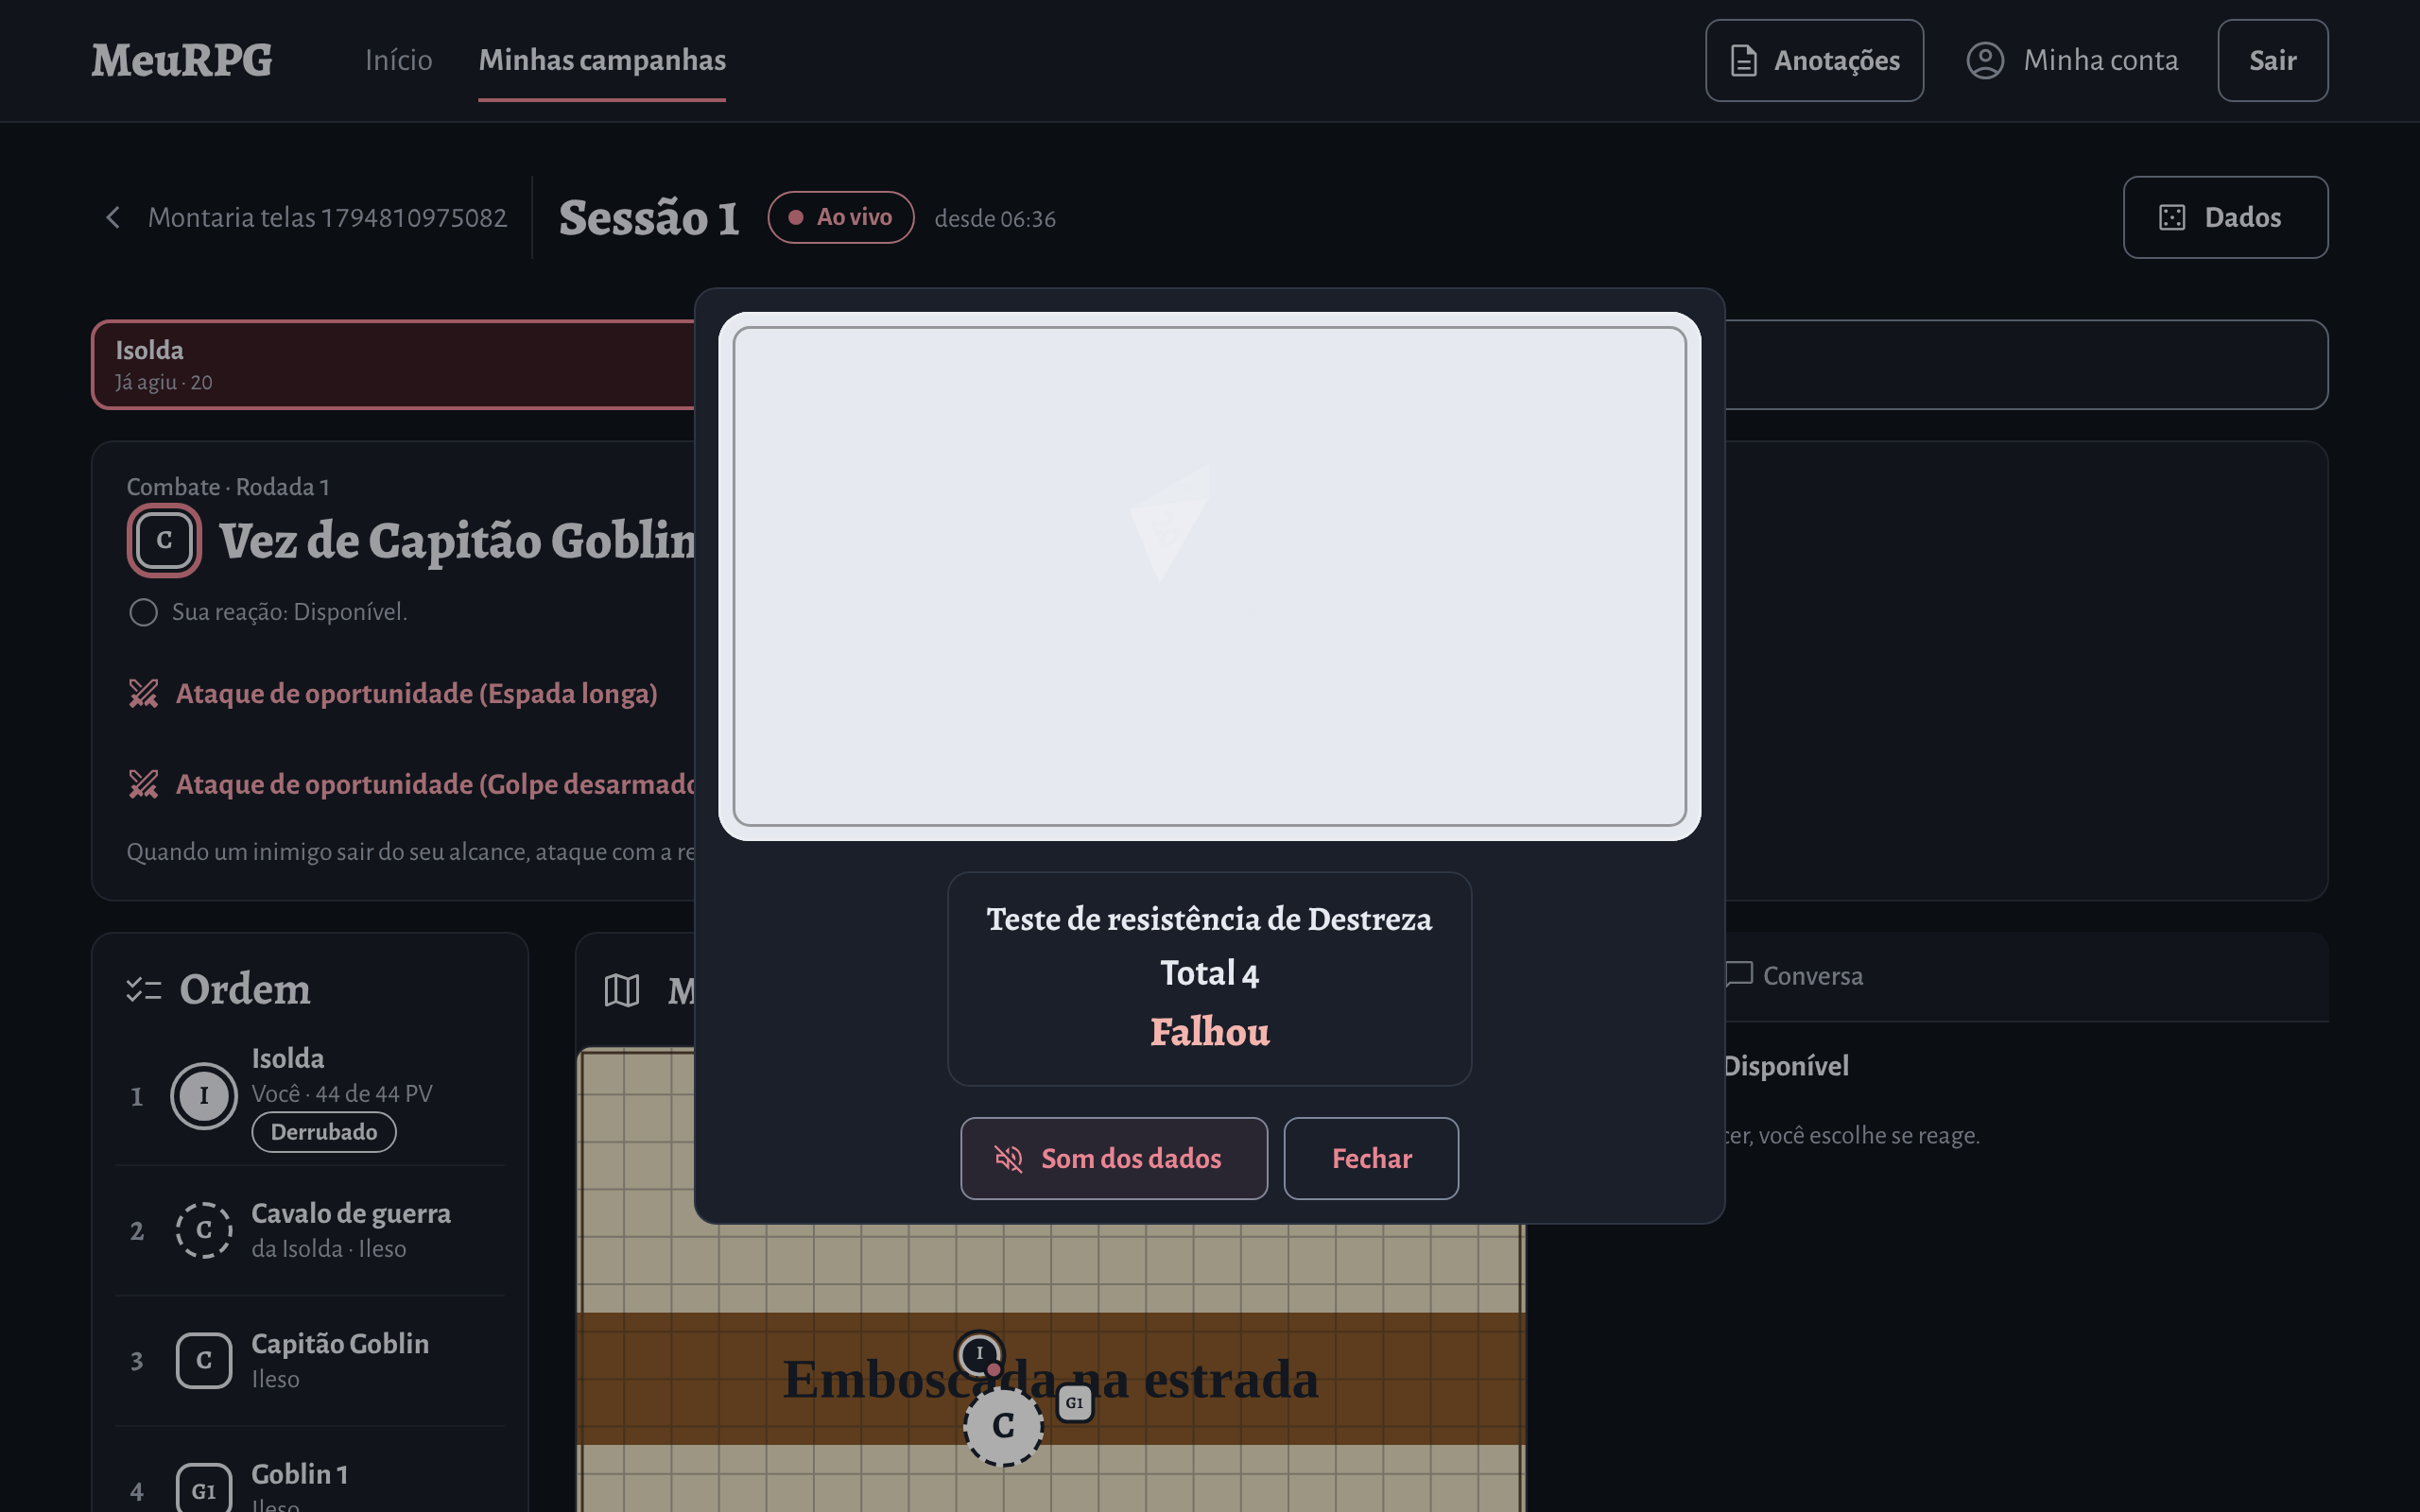 MeuRPG
Início
Minhas campanhas
Anotações
Minha conta
Sair
Montaria telas 1794810975082
Sessão 1
Ao vivo
desde 06:36
Dados
Isolda
Já agiu · 20
Combate · Rodada 1
C
Vez de Capitão Goblin
Sua reação: Disponível.
Ataque de oportunidade (Espada longa)
Ataque de oportunidade (Golpe desarmado
Quando um inimigo sair do seu alcance, ataque com a re
Teste de resistência de Destreza
Total 4
Falhou
Som dos dados
Fechar
Ordem
1
I
Isolda
Você · 44 de 44 PV
Derrubado
2
C
Cavalo de guerra
da Isolda · Ileso
3
C
Capitão Goblin
Ileso
4
G1
Goblin 1
Ileso
M
Emboscada na estrada
I
C
G1
Conversa
Disponível
cer, você escolhe se reage.